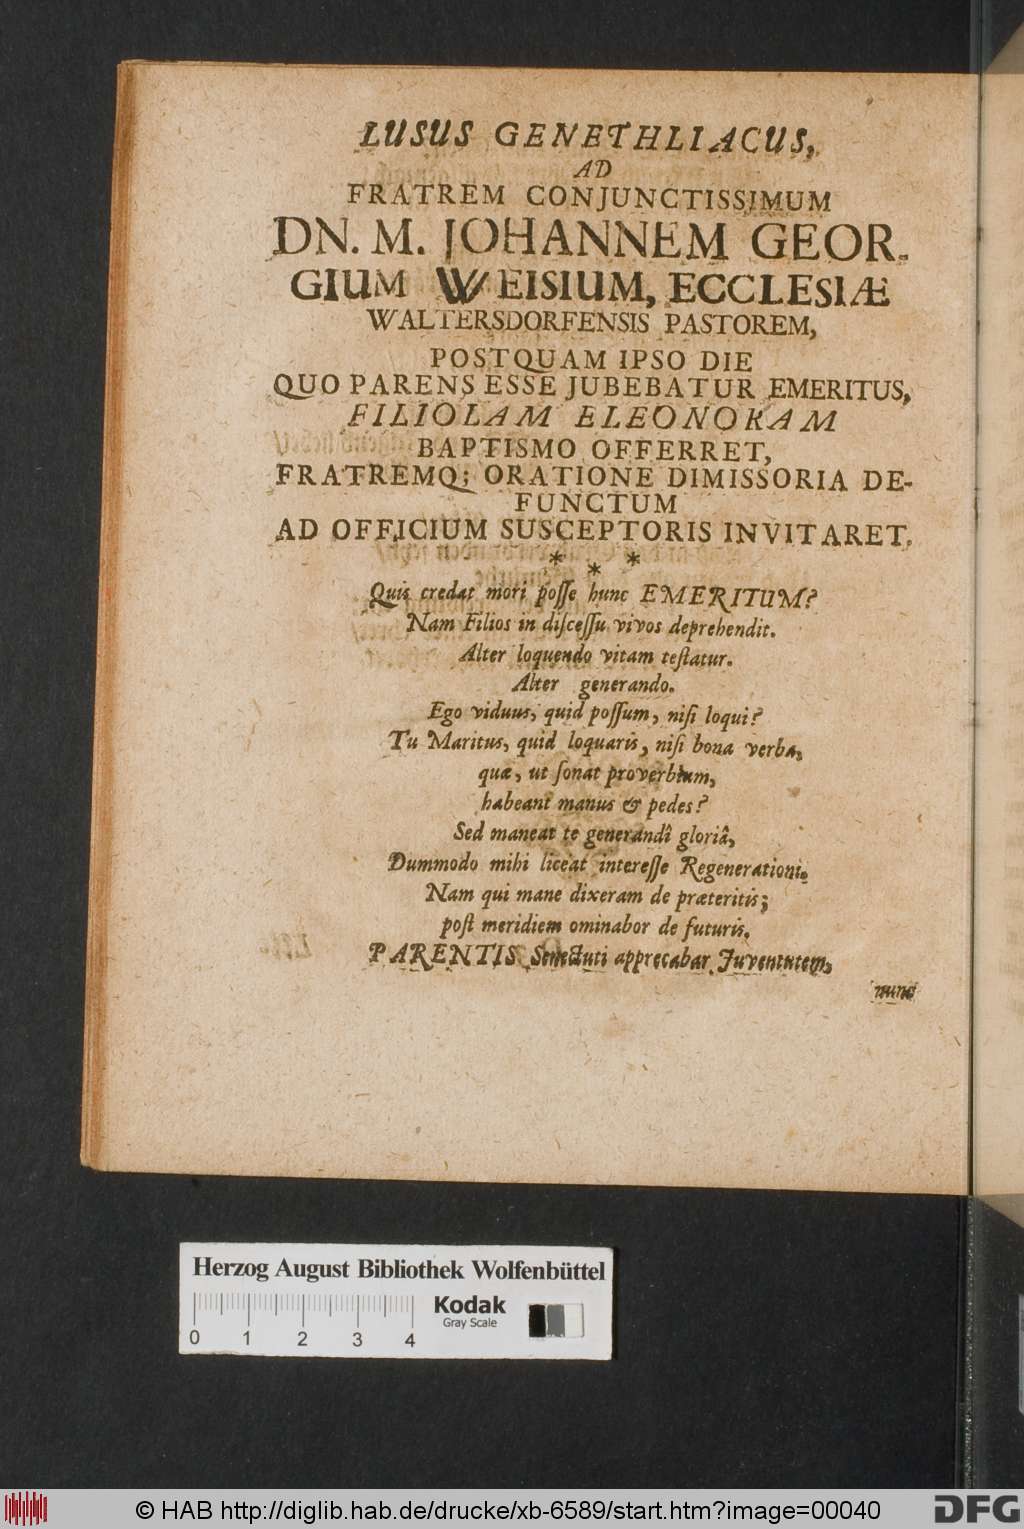 LUSUS GENETHLIACUS,
AD
FRATREM CONJUNCTISSIMUM
DN. M. JOHANNEM GEOR-
GIUM WEISIUM, ECCLESIÆ
WALTERSDORFENSIS PASTOREM,
POSTQUAM IPSO DIE
QUO PARENS ESSE JUBEBATUR EMERITUS,
FILIOLAM ELEONORAM
BAPTISMO OFFERRET,
FRATREMQ; ORATIONE DIMISSORIA DE-
FUNCTUM
AD OFFICIUM SUSCEPTORIS INVITARET.
* * *
Quis credat mori posse hunc EMERITUM?
Nam Filios in discessu vivos deprehendit.
Alter loquendo vitam testatur.
Alter generando.
Ego viduus, quid possum, nisi loqui?
Tu Maritus, quid loquaris, nisi bona verba,
quæ, ut sonat proverbium,
habeant manus & pedes?
Sed maneat te generandî gloriâ,
Dummodo mihi liceat interesse Regenerationi.
Nam qui mane dixeram de præteritis;
post meridiem ominabor de futuris.
PARENTIS Senectuti apprecabar Juventutem,
nunc
Herzog August Bibliothek Wolfenbüttel
Kodak
Gray Scale
0 1 2 3 4
© HAB http://diglib.hab.de/drucke/xb-6589/start.htm?image=00040
DFG